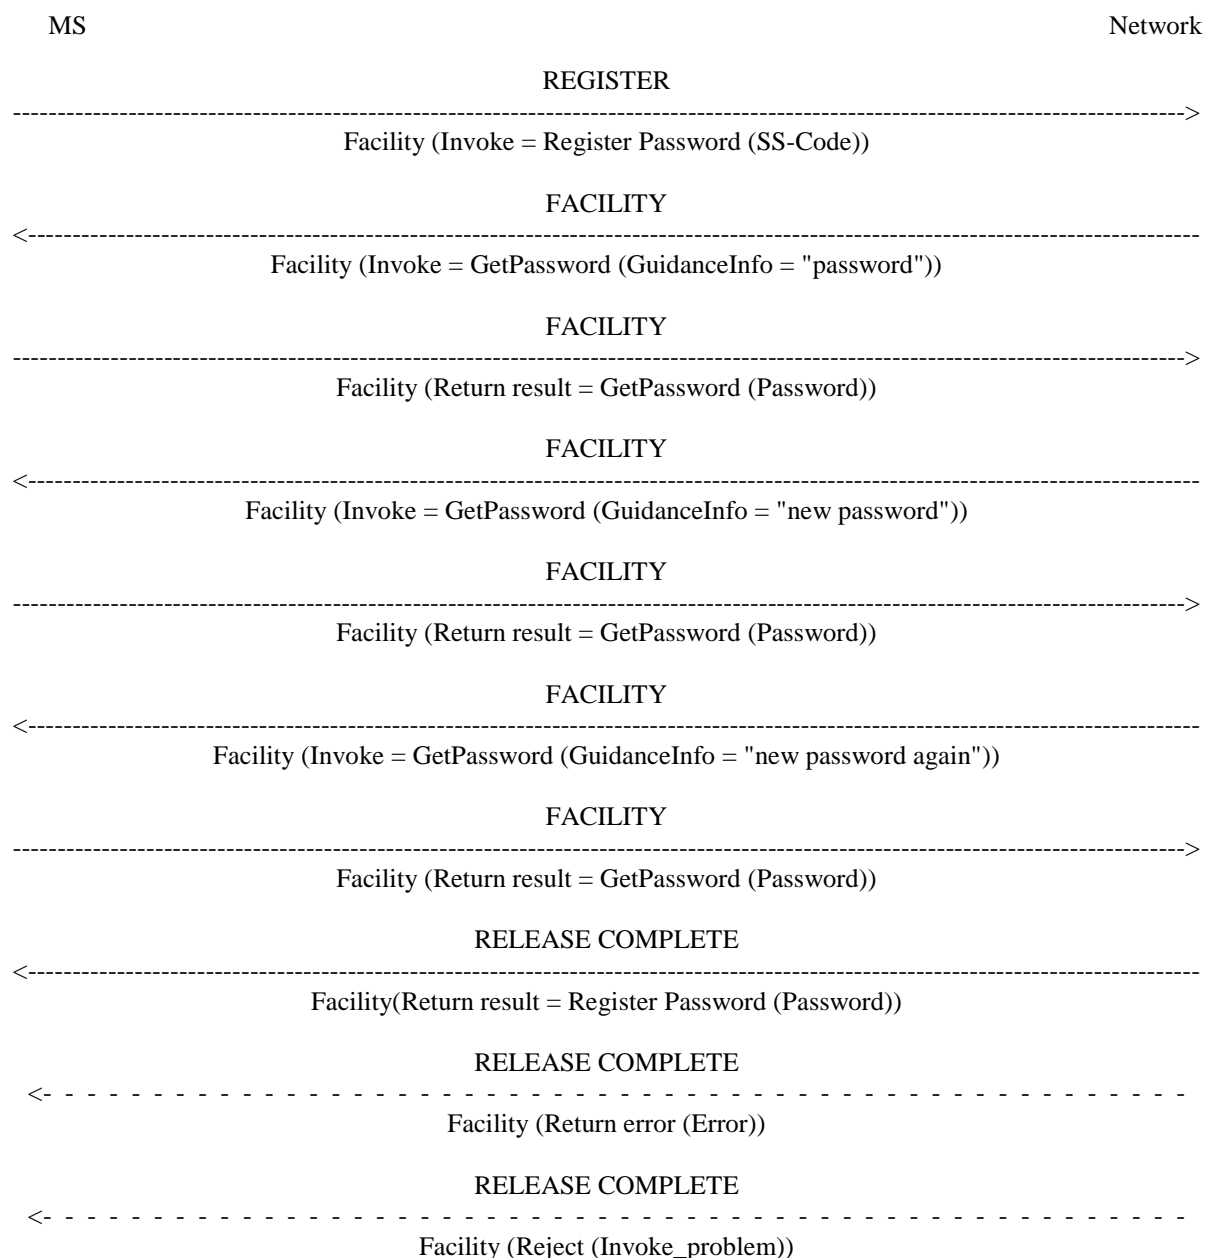 MS Network
REGISTER
------------------------------------------------------------------------------------------------------------------------------------>
Facility (Invoke = Register Password (SS-Code))
FACILITY
<------------------------------------------------------------------------------------------------------------------------------------
Facility (Invoke = GetPassword (GuidanceInfo = "password"))
FACILITY
------------------------------------------------------------------------------------------------------------------------------------>
Facility (Return result = GetPassword (Password))
FACILITY
<------------------------------------------------------------------------------------------------------------------------------------
Facility (Invoke = GetPassword (GuidanceInfo = "new password"))
FACILITY
------------------------------------------------------------------------------------------------------------------------------------>
Facility (Return result = GetPassword (Password))
FACILITY
<------------------------------------------------------------------------------------------------------------------------------------
Facility (Invoke = GetPassword (GuidanceInfo = "new password again"))
FACILITY
------------------------------------------------------------------------------------------------------------------------------------>
Facility (Return result = GetPassword (Password))
RELEASE COMPLETE
<------------------------------------------------------------------------------------------------------------------------------------
Facility(Return result = Register Password (Password))
RELEASE COMPLETE
<- - - - - - - - - - - - - - - - - - - - - - - - - - - - - - - - - - - - - - - - - - - - - - - - - - - -
Facility (Return error (Error))
RELEASE COMPLETE
<- - - - - - - - - - - - - - - - - - - - - - - - - - - - - - - - - - - - - - - - - - - - - - - - - - - -
Facility (Reject (Invoke_problem))